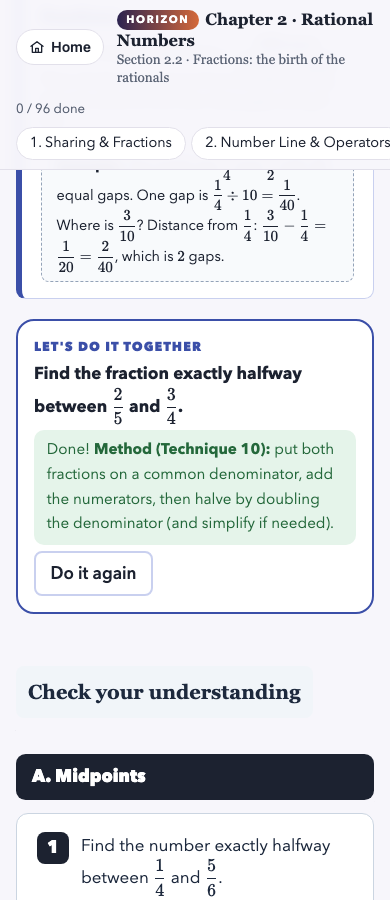 Home
HORIZON Chapter 2 · Rational Numbers
Section 2.2 · Fractions: the birth of the rationals
0 / 96 done
1. Sharing & Fractions
2. Number Line & Operators
4 2
equal gaps. One gap is 1/4 ÷ 10 = 1/40.
Where is 3/10? Distance from 1/4: 3/10 − 1/4 =
1/20 = 2/40, which is 2 gaps.
LET'S DO IT TOGETHER
Find the fraction exactly halfway
between 2/5 and 3/4.
Done! Method (Technique 10): put both
fractions on a common denominator, add
the numerators, then halve by doubling
the denominator (and simplify if needed).
Do it again
Check your understanding
A. Midpoints
1 Find the number exactly halfway
between 1/4 and 5/6.